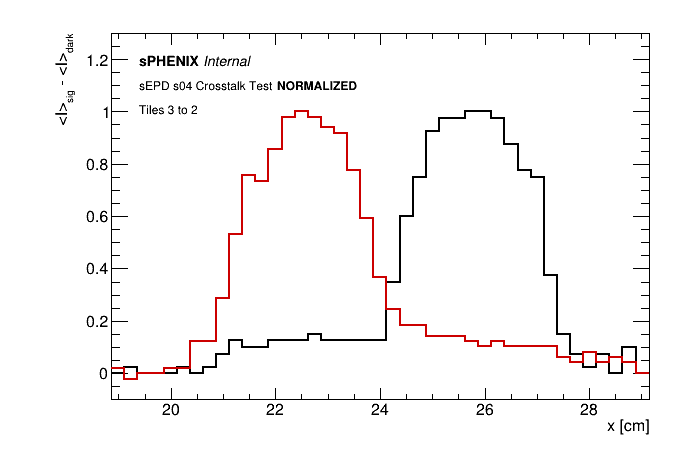 <I>sig - <I>dark
1.2
1
0.8
0.6
0.4
0.2
0
sPHENIX Internal
sEPD s04 Crosstalk Test NORMALIZED
Tiles 3 to 2
20 22 24 26 28
x [cm]